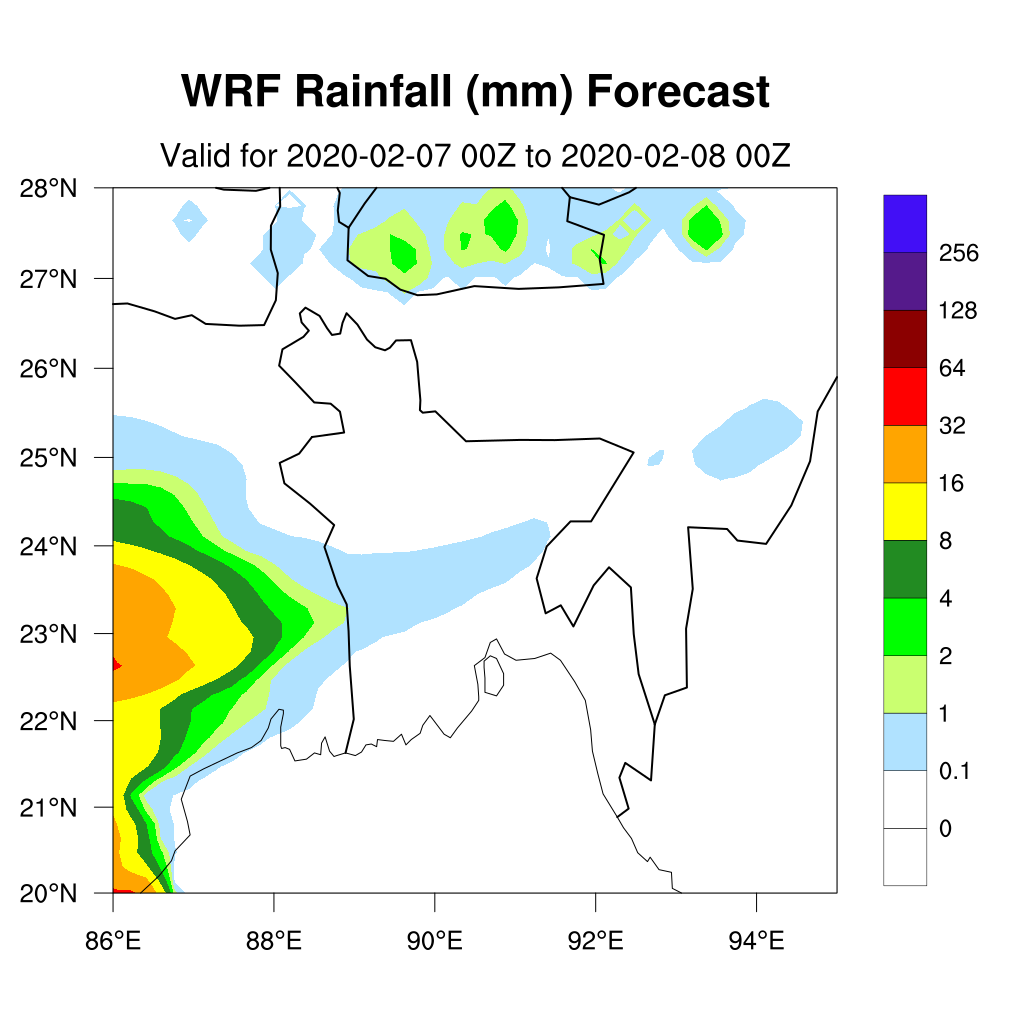 WRF Rainfall (mm) Forecast
Valid for 2020-02-07 00Z to 2020-02-08 00Z
28°N
27°N
26°N
25°N
24°N
23°N
22°N
21°N
20°N
86°E 88°E 90°E 92°E 94°E
256
128
64
32
16
8
4
2
1
0.1
0